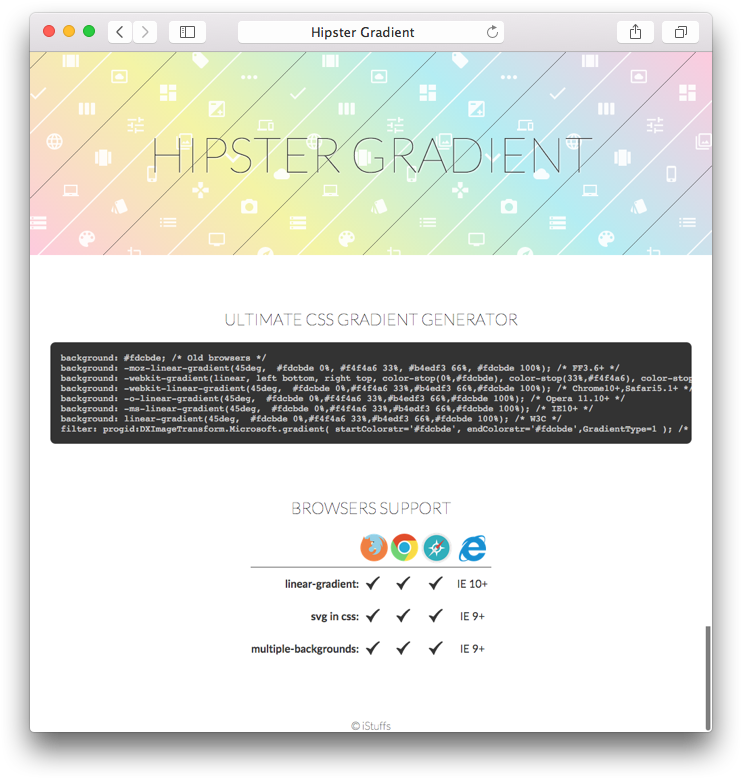 Hipster Gradient
HIPSTER GRADIENT
ULTIMATE CSS GRADIENT GENERATOR
background: #fdcbde; /* Old browsers */
background: -moz-linear-gradient(45deg,  #fdcbde 0%, #f4f4a6 33%, #b4edf3 66%, #fdcbde 100%); /* FF3.6+ */
background: -webkit-gradient(linear, left bottom, right top, color-stop(0%,#fdcbde), color-stop(33%,#f4f4a6), color-stop
background: -webkit-linear-gradient(45deg,  #fdcbde 0%,#f4f4a6 33%,#b4edf3 66%,#fdcbde 100%); /* Chrome10+,Safari5.1+ */
background: -o-linear-gradient(45deg,  #fdcbde 0%,#f4f4a6 33%,#b4edf3 66%,#fdcbde 100%); /* Opera 11.10+ */
background: -ms-linear-gradient(45deg,  #fdcbde 0%,#f4f4a6 33%,#b4edf3 66%,#fdcbde 100%); /* IE10+ */
background: linear-gradient(45deg,  #fdcbde 0%,#f4f4a6 33%,#b4edf3 66%,#fdcbde 100%); /* W3C */
filter: progid:DXImageTransform.Microsoft.gradient( startColorstr='#fdcbde', endColorstr='#fdcbde',GradientType=1 ); /*
BROWSERS SUPPORT
linear-gradient: ✓ ✓ ✓ IE 10+
svg in css: ✓ ✓ ✓ IE 9+
multiple-backgrounds: ✓ ✓ ✓ IE 9+
© iStuffs